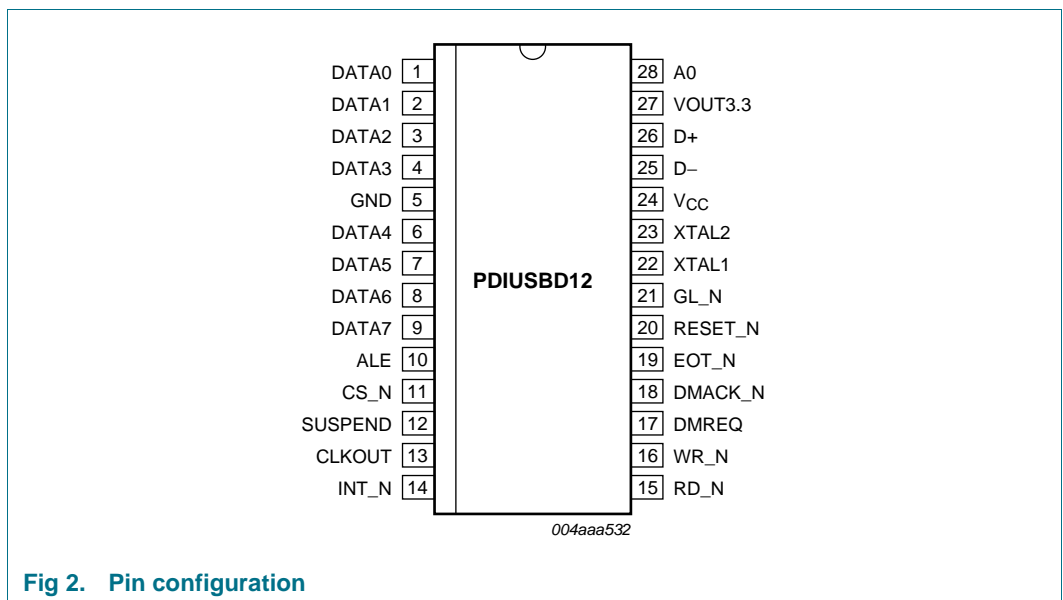 DATA0 1
DATA1 2
DATA2 3
DATA3 4
GND 5
DATA4 6
DATA5 7
DATA6 8
DATA7 9
ALE 10
CS_N 11
SUSPEND 12
CLKOUT 13
INT_N 14
PDIUSBD12
28 A0
27 VOUT3.3
26 D+
25 D−
24 VCC
23 XTAL2
22 XTAL1
21 GL_N
20 RESET_N
19 EOT_N
18 DMACK_N
17 DMREQ
16 WR_N
15 RD_N
004aaa532
Fig 2. Pin configuration